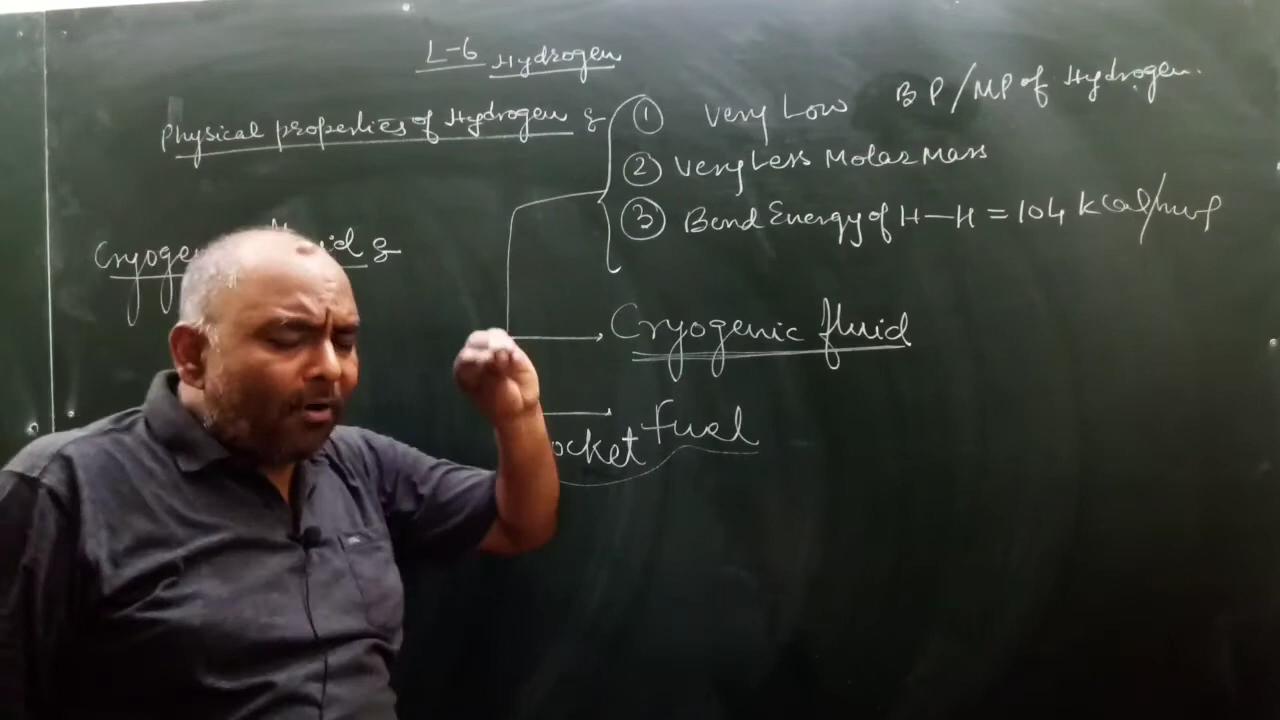 L-6 Hydrogen
Physical properties of Hydrogen :
① Very Low BP/MP of Hydrogen.
② Very Less Molar Mass
③ Bond Energy of H—H = 104 kcal/mol
fluid :
Cryogenic fluid
Fuel